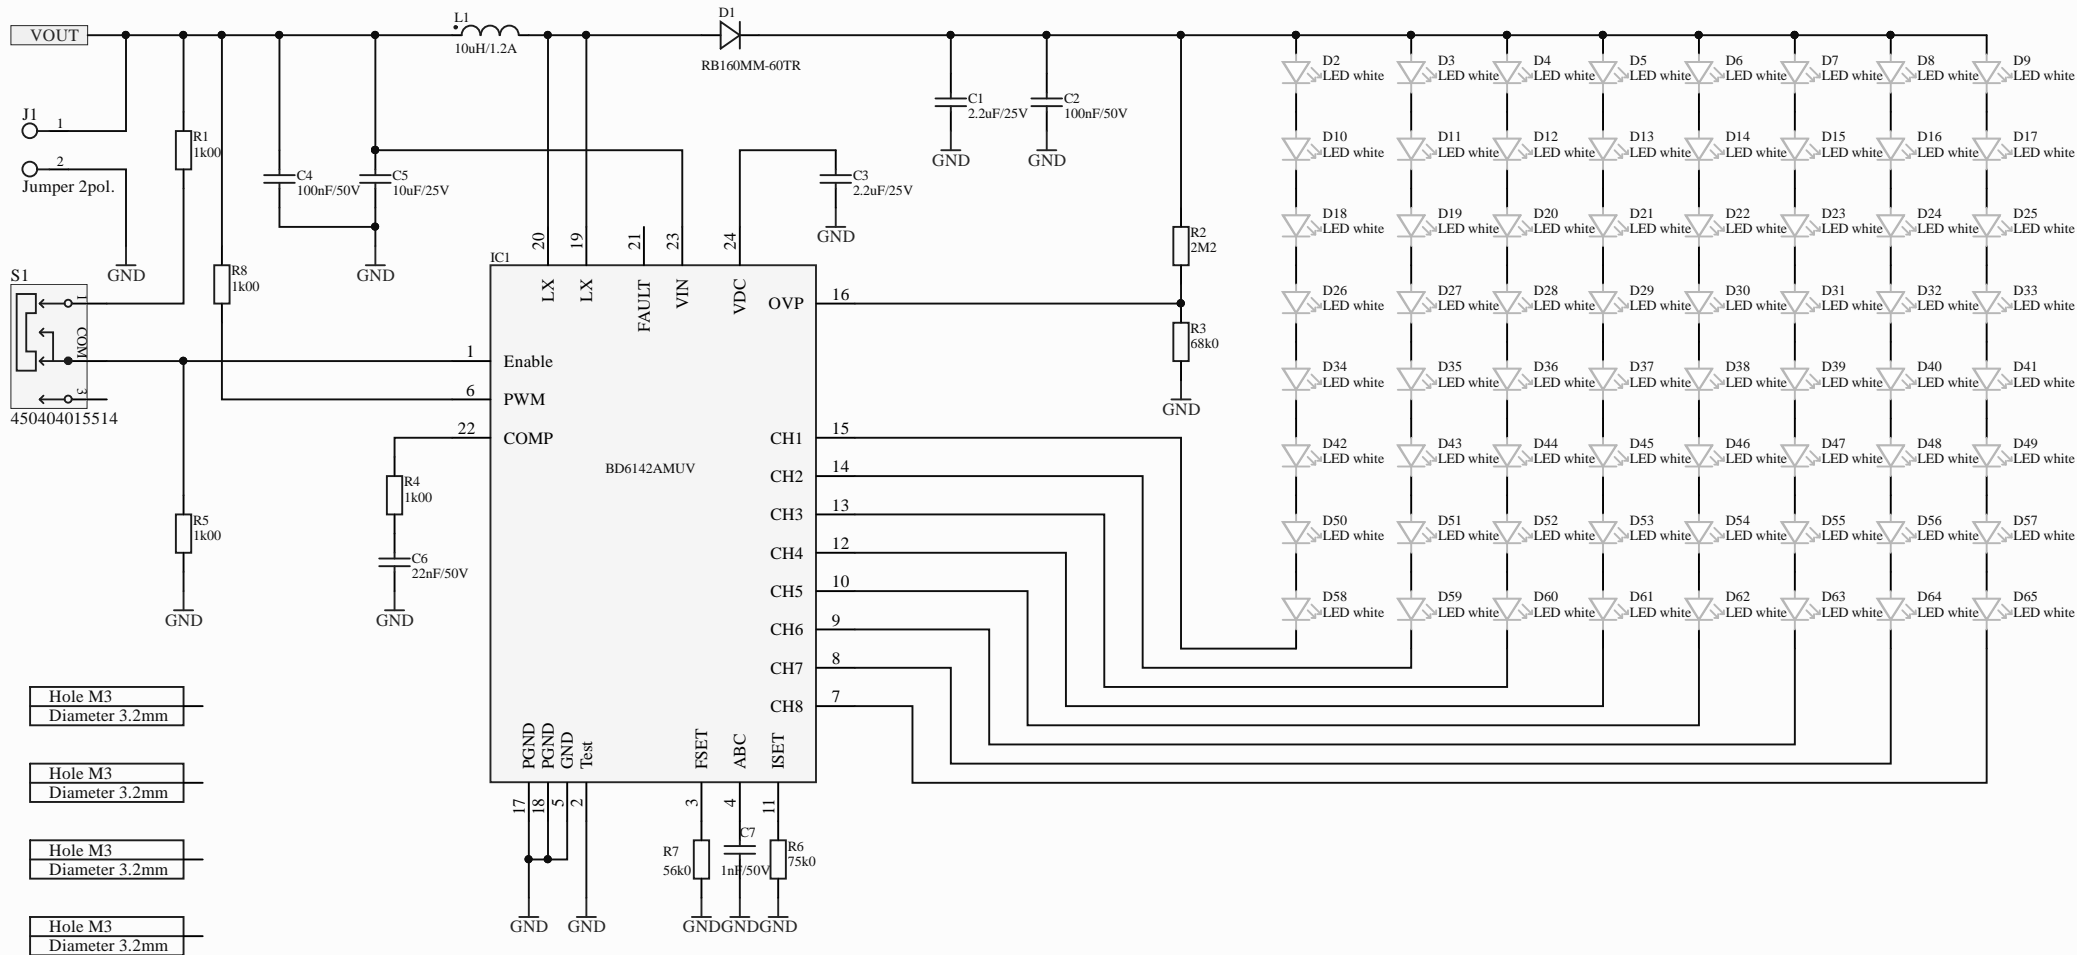 VOUT
L1
10uH/1.2A
D1
RB160MM-60TR
J1
1
2
Jumper 2pol.
GND
R1
1k00
R8
1k00
C4
100nF/50V
C5
10uF/25V
GND
C1
2.2uF/25V
GND
C2
100nF/50V
GND
C3
2.2uF/25V
GND
R2
2M2
R3
68k0
GND
S1
1
COM
3
450404015514
R5
1k00
GND
R4
1k00
C6
22nF/50V
GND
IC1
BD6142AMUV
20
LX
19
LX
21
FAULT
23
VIN
24
VDC
1
Enable
6
PWM
22
COMP
OVP
16
CH1
15
CH2
14
CH3
13
CH4
12
CH5
10
CH6
9
CH7
8
CH8
7
PGND
17
PGND
18
GND
5
Test
2
FSET
3
ABC
4
ISET
11
R7
56k0
C7
1nF/50V
R6
75k0
GND
GND
GND
GND
GND
D2
LED white
D3
LED white
D4
LED white
D5
LED white
D6
LED white
D7
LED white
D8
LED white
D9
LED white
D10
LED white
D11
LED white
D12
LED white
D13
LED white
D14
LED white
D15
LED white
D16
LED white
D17
LED white
D18
LED white
D19
LED white
D20
LED white
D21
LED white
D22
LED white
D23
LED white
D24
LED white
D25
LED white
D26
LED white
D27
LED white
D28
LED white
D29
LED white
D30
LED white
D31
LED white
D32
LED white
D33
LED white
D34
LED white
D35
LED white
D36
LED white
D37
LED white
D38
LED white
D39
LED white
D40
LED white
D41
LED white
D42
LED white
D43
LED white
D44
LED white
D45
LED white
D46
LED white
D47
LED white
D48
LED white
D49
LED white
D50
LED white
D51
LED white
D52
LED white
D53
LED white
D54
LED white
D55
LED white
D56
LED white
D57
LED white
D58
LED white
D59
LED white
D60
LED white
D61
LED white
D62
LED white
D63
LED white
D64
LED white
D65
LED white
Hole M3
Diameter 3.2mm
Hole M3
Diameter 3.2mm
Hole M3
Diameter 3.2mm
Hole M3
Diameter 3.2mm